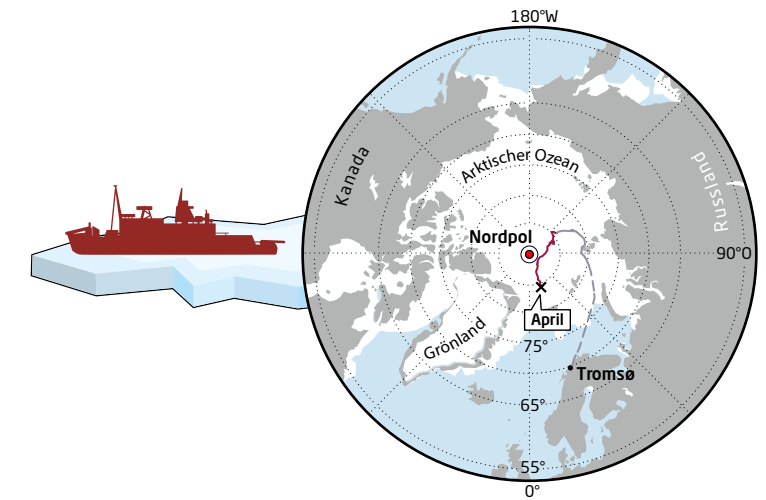 180°W
Kanada
Arktischer Ozean
Russland
Nordpol
90°O
April
Grönland
75°
Tromsø
65°
55°
0°